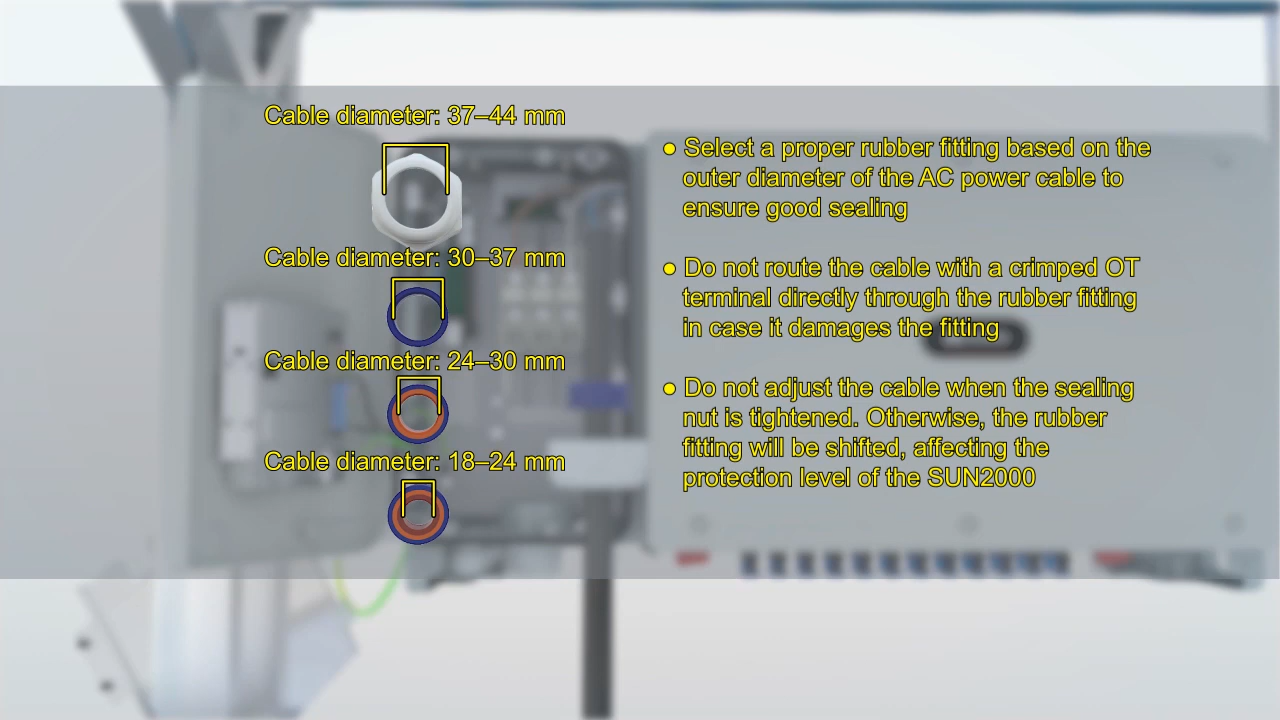 Cable diameter: 37–44 mm
Cable diameter: 30–37 mm
Cable diameter: 24–30 mm
Cable diameter: 18–24 mm
● Select a proper rubber fitting based on the
outer diameter of the AC power cable to
ensure good sealing
● Do not route the cable with a crimped OT
terminal directly through the rubber fitting
in case it damages the fitting
● Do not adjust the cable when the sealing
nut is tightened. Otherwise, the rubber
fitting will be shifted, affecting the
protection level of the SUN2000